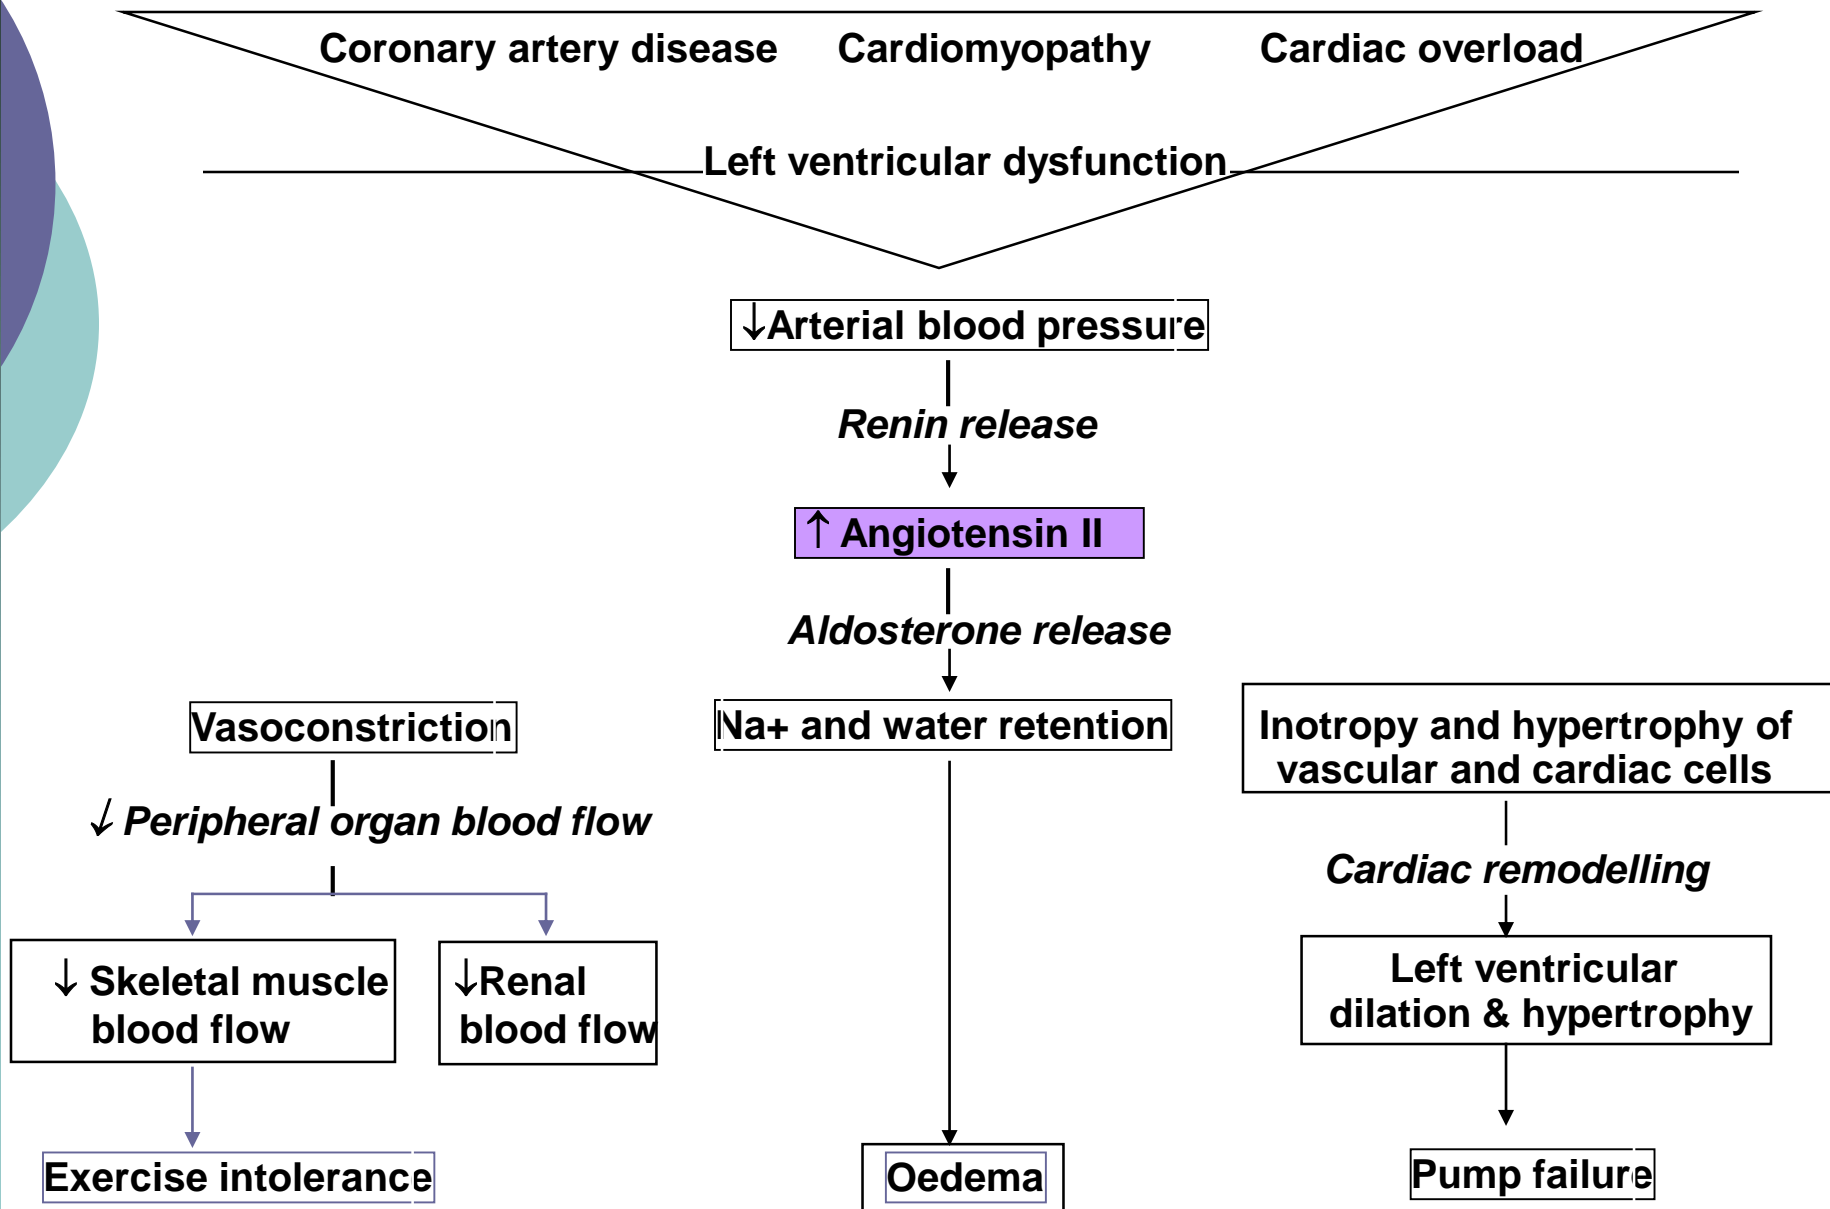 Coronary artery disease Cardiomyopathy Cardiac overload
Left ventricular dysfunction
↓Arterial blood pressure
Renin release
↑ Angiotensin II
Aldosterone release
Vasoconstriction
Na+ and water retention
Inotropy and hypertrophy of
vascular and cardiac cells
↓ Peripheral organ blood flow
Cardiac remodelling
↓ Skeletal muscle
blood flow
↓Renal
blood flow
Left ventricular
dilation & hypertrophy
Exercise intolerance
Oedema
Pump failure